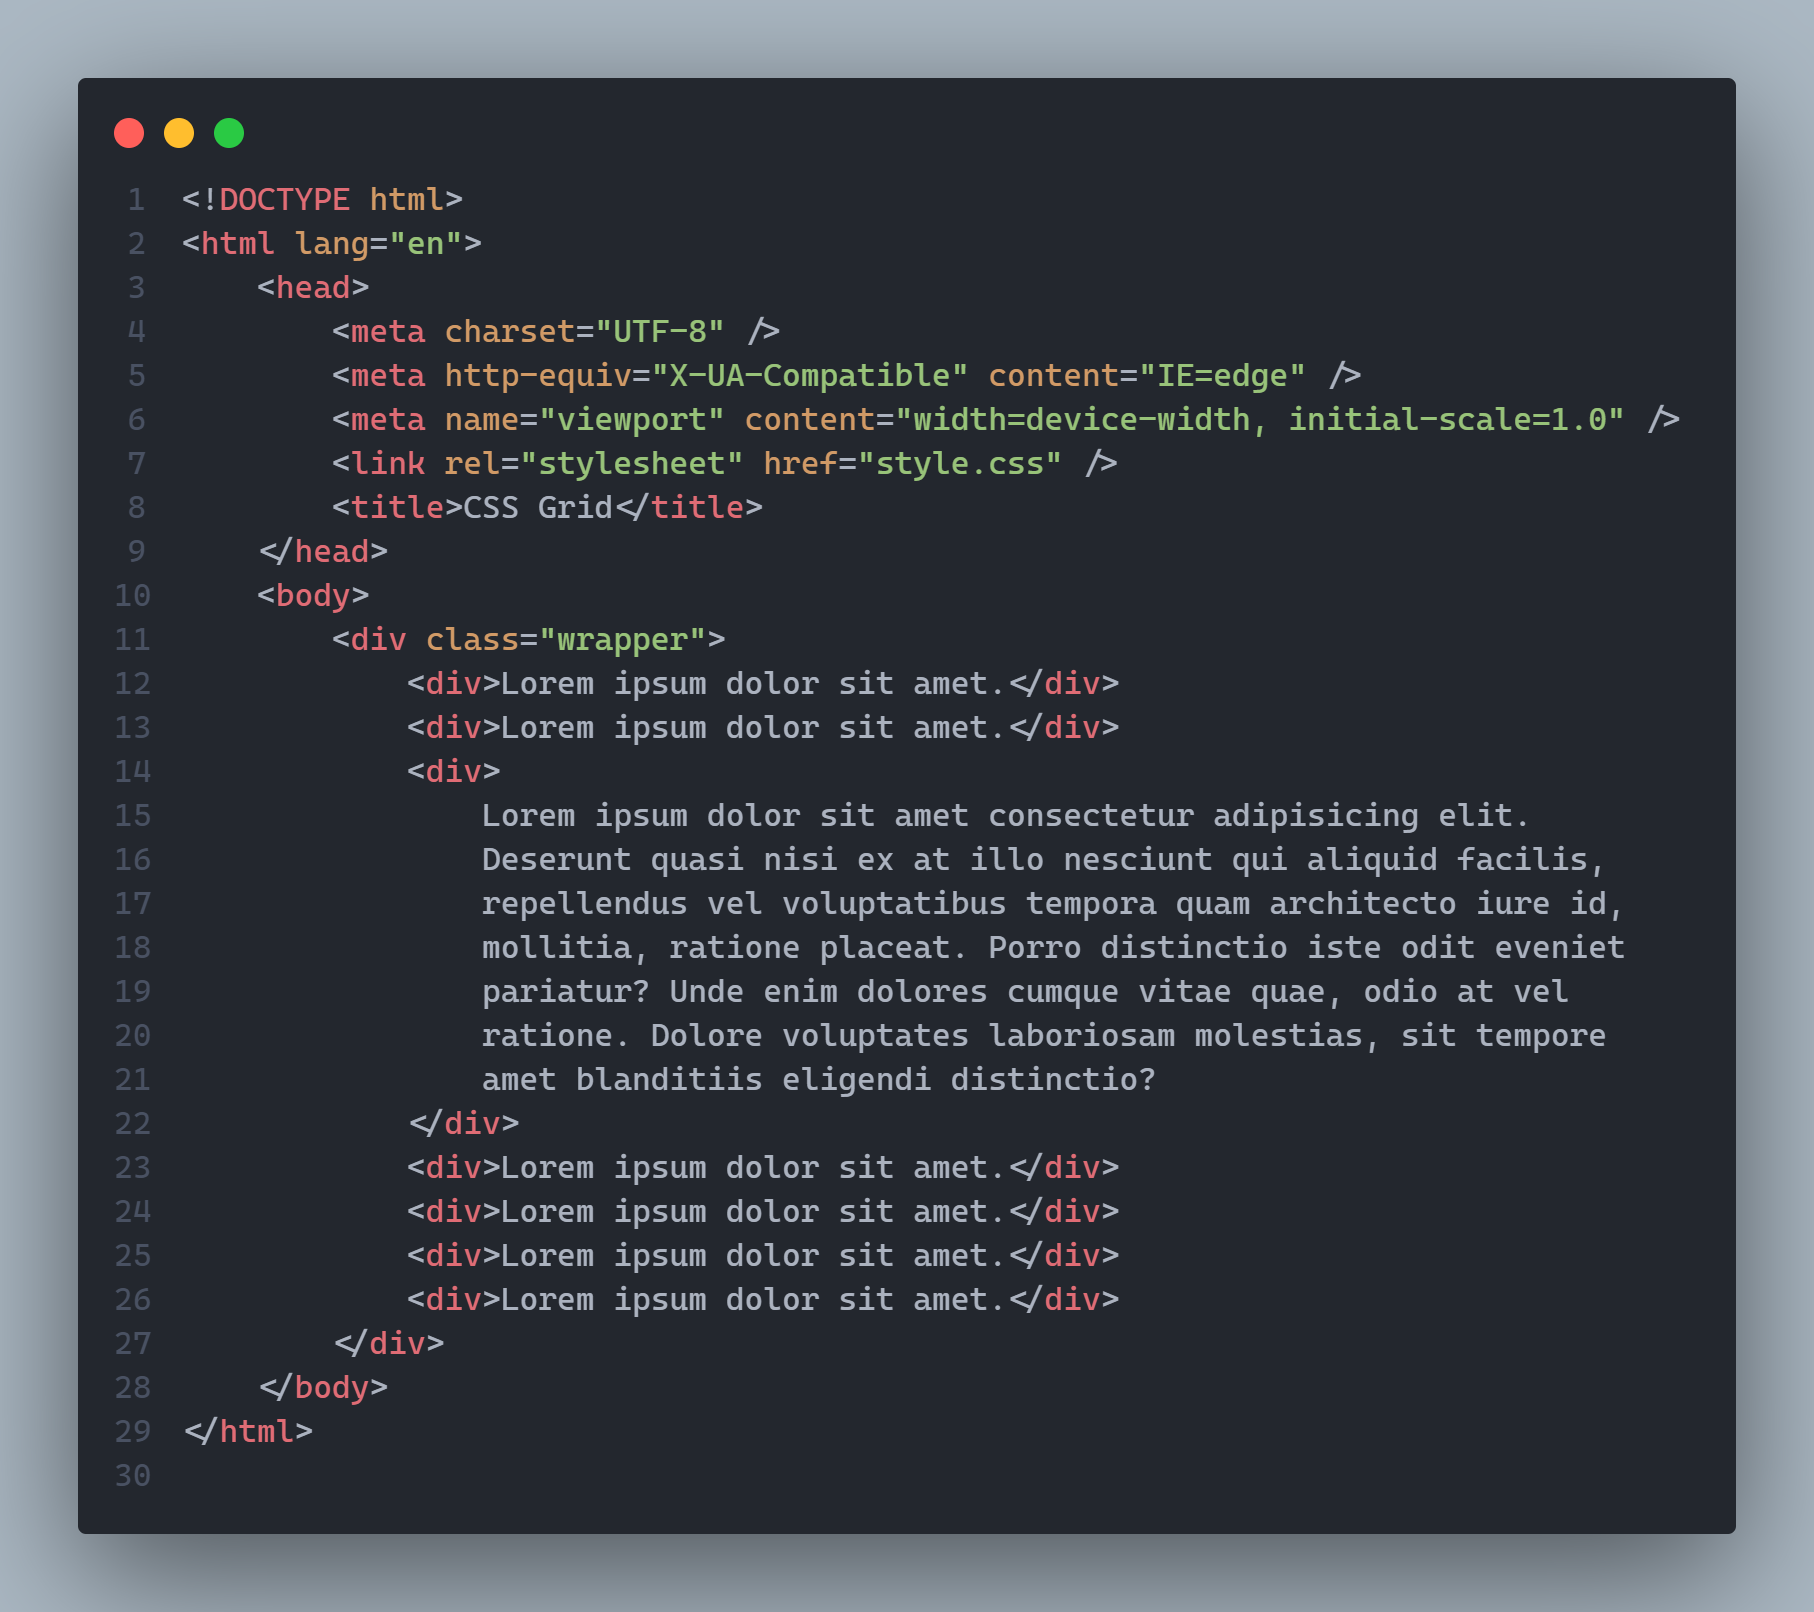 1 <!DOCTYPE html>
2 <html lang="en">
3     <head>
4         <meta charset="UTF-8" />
5         <meta http-equiv="X-UA-Compatible" content="IE=edge" />
6         <meta name="viewport" content="width=device-width, initial-scale=1.0" />
7         <link rel="stylesheet" href="style.css" />
8         <title>CSS Grid</title>
9     </head>
10     <body>
11         <div class="wrapper">
12             <div>Lorem ipsum dolor sit amet.</div>
13             <div>Lorem ipsum dolor sit amet.</div>
14             <div>
15                 Lorem ipsum dolor sit amet consectetur adipisicing elit.
16                 Deserunt quasi nisi ex at illo nesciunt qui aliquid facilis,
17                 repellendus vel voluptatibus tempora quam architecto iure id,
18                 mollitia, ratione placeat. Porro distinctio iste odit eveniet
19                 pariatur? Unde enim dolores cumque vitae quae, odio at vel
20                 ratione. Dolore voluptates laboriosam molestias, sit tempore
21                 amet blanditiis eligendi distinctio?
22             </div>
23             <div>Lorem ipsum dolor sit amet.</div>
24             <div>Lorem ipsum dolor sit amet.</div>
25             <div>Lorem ipsum dolor sit amet.</div>
26             <div>Lorem ipsum dolor sit amet.</div>
27         </div>
28     </body>
29 </html>
30